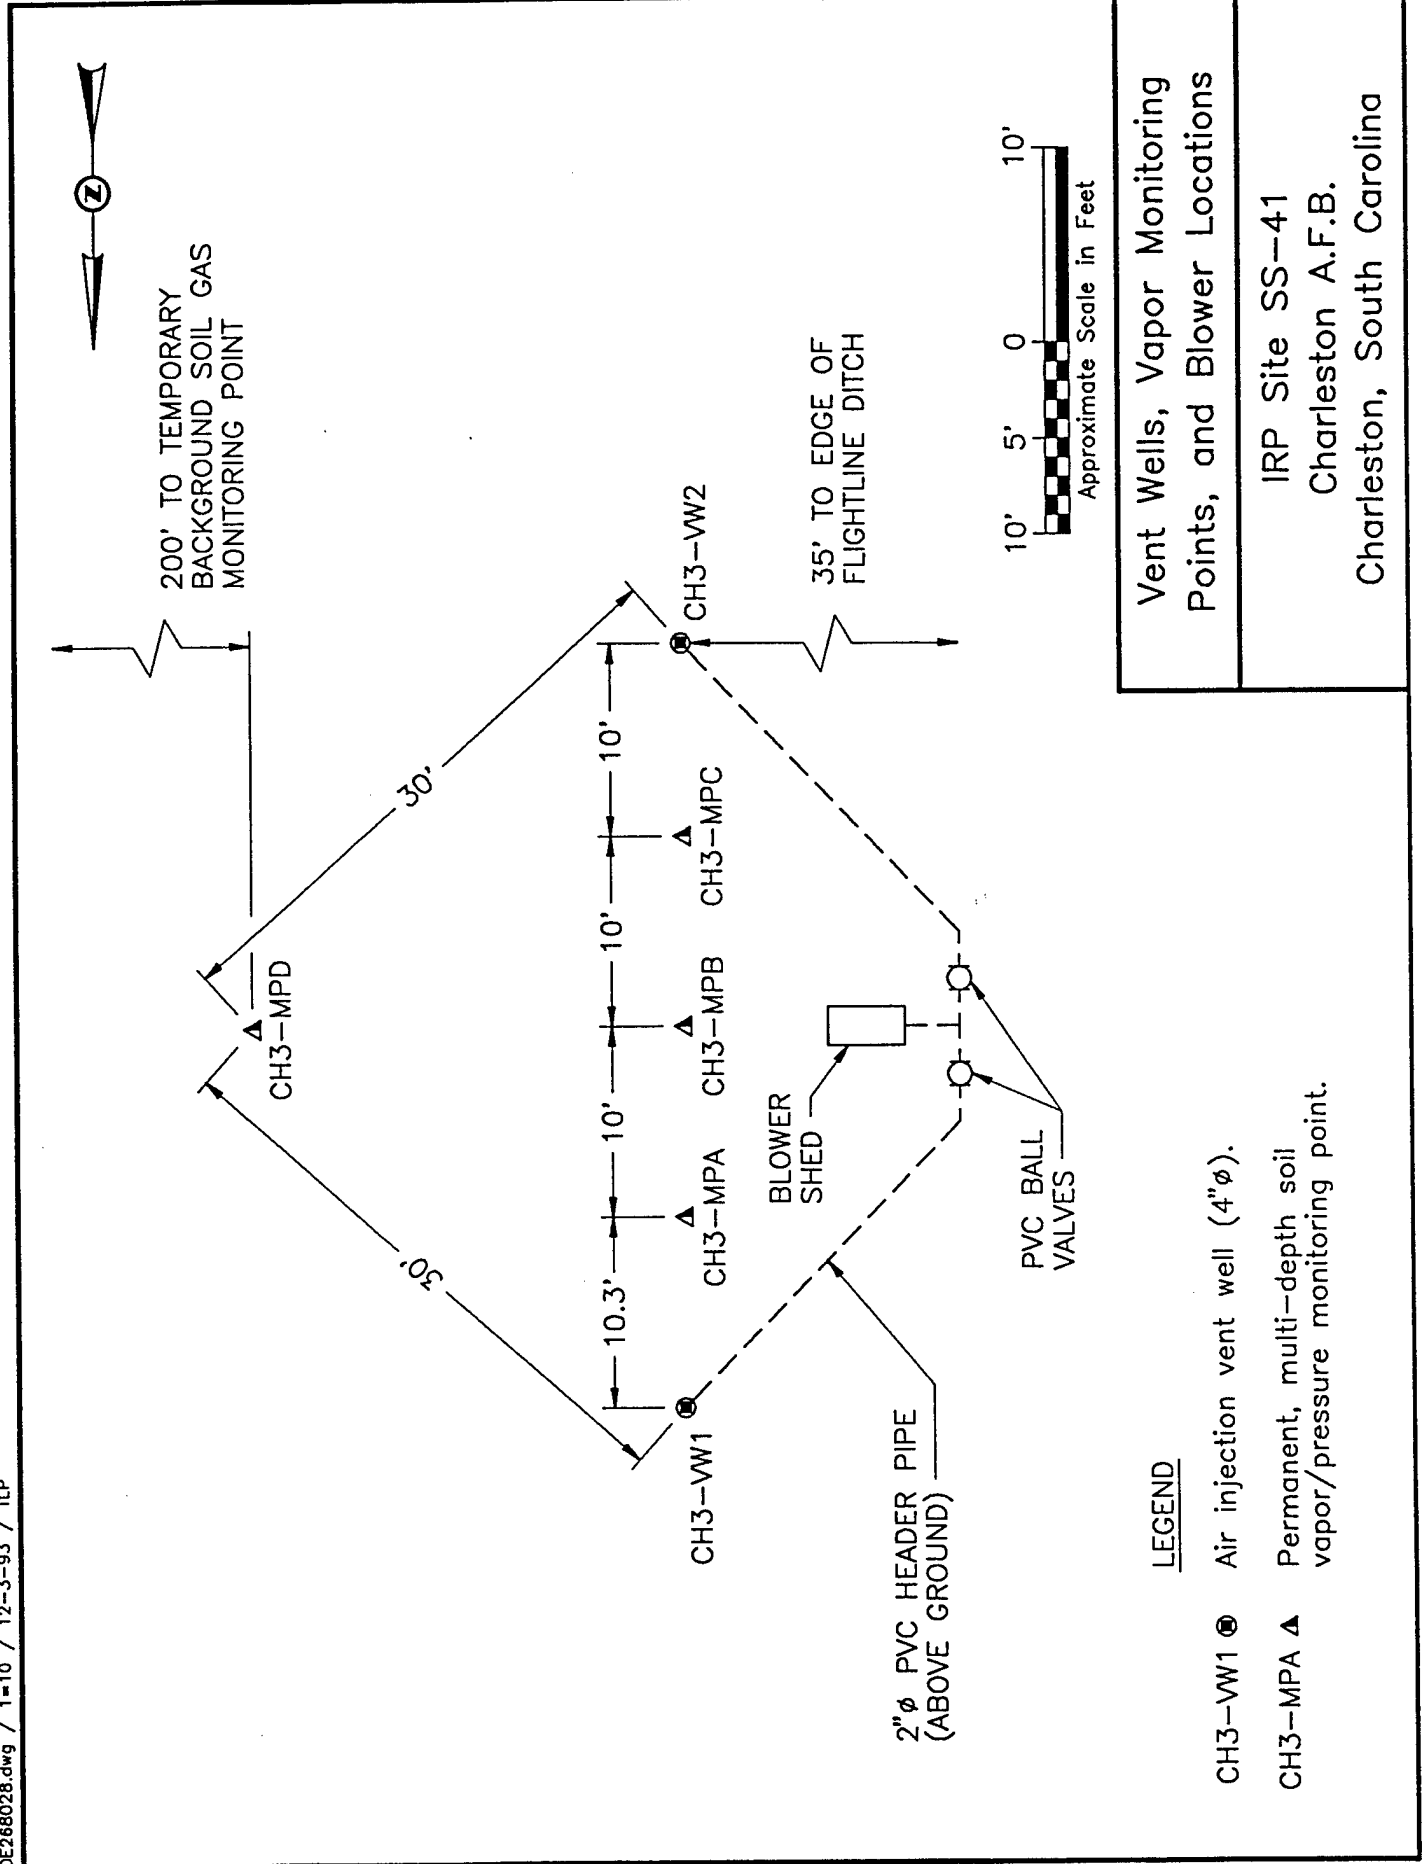 DE268028.dwg / 1=10 / 12-3-93 / TLP
N
200' TO TEMPORARY
BACKGROUND SOIL GAS
MONITORING POINT
CH3-MPD
30'
30'
10.3'
10'
10'
10'
CH3-VW1
CH3-MPA
CH3-MPB
CH3-MPC
CH3-VW2
BLOWER
SHED
35' TO EDGE OF
FLIGHTLINE DITCH
2"ø PVC HEADER PIPE
(ABOVE GROUND)
PVC BALL
VALVES
10'
5'
0
10'
Approximate Scale in Feet
LEGEND
CH3-VW1 Air injection vent well (4"ø).
CH3-MPA Permanent, multi-depth soil
vapor/pressure monitoring point.
Vent Wells, Vapor Monitoring
Points, and Blower Locations
IRP Site SS-41
Charleston A.F.B.
Charleston, South Carolina